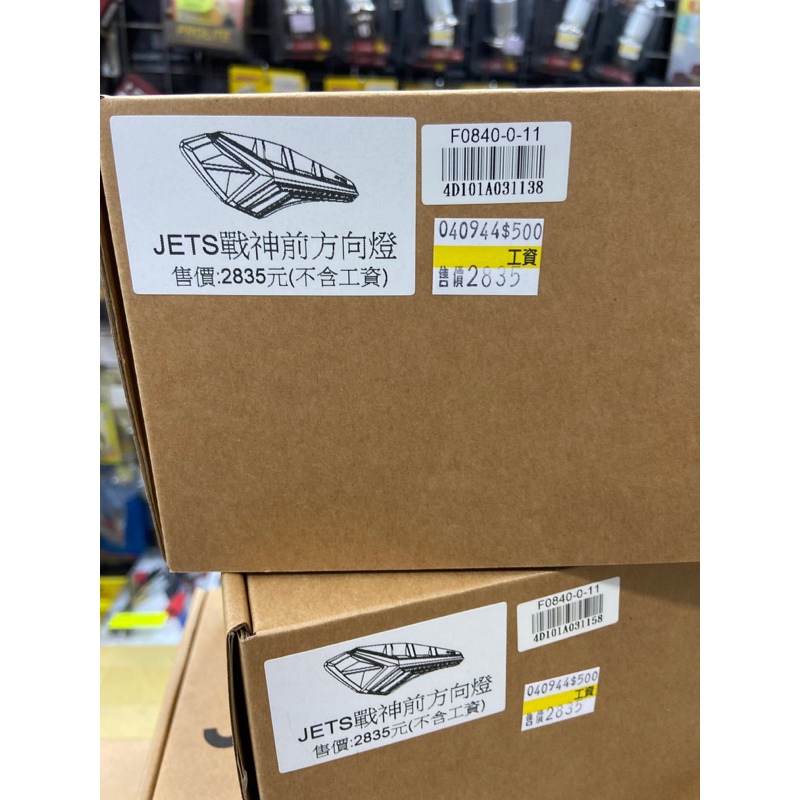 PROLITE
JETS戰神前方向燈
售價:2835元(不含工資)
F0840-0-11
4D101A031138
040944$500
工資
售價2835
JETS戰神前方向燈
售價:2835元(不含工資)
F0840-0-11
4D101A031158
040944$500
工資
售價2835